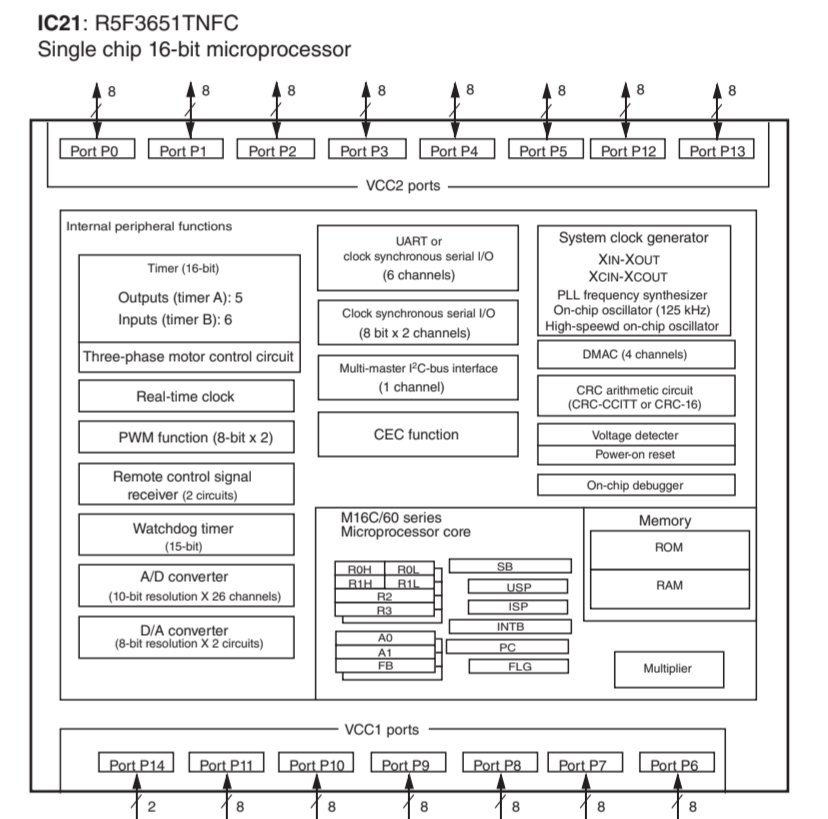 IC21: R5F3651TNFC
Single chip 16-bit microprocessor
8 8 8 8 8 8 8 8
Port P0 Port P1 Port P2 Port P3 Port P4 Port P5 Port P12 Port P13
VCC2 ports
Internal peripheral functions
Timer (16-bit)
Outputs (timer A): 5
Inputs (timer B): 6
Three-phase motor control circuit
Real-time clock
PWM function (8-bit x 2)
Remote control signal
receiver (2 circuits)
Watchdog timer
(15-bit)
A/D converter
(10-bit resolution X 26 channels)
D/A converter
(8-bit resolution X 2 circuits)
UART or
clock synchronous serial I/O
(6 channels)
Clock synchronous serial I/O
(8 bit x 2 channels)
Multi-master I²C-bus interface
(1 channel)
CEC function
System clock generator
XIN-XOUT
XCIN-XCOUT
PLL frequency synthesizer
On-chip oscillator (125 kHz)
High-speewd on-chip oscillator
DMAC (4 channels)
CRC arithmetic circuit
(CRC-CCITT or CRC-16)
Voltage detecter
Power-on reset
On-chip debugger
M16C/60 series
Microprocessor core
R0H R0L
R1H R1L
R2
R3
A0
A1
FB
SB
USP
ISP
INTB
PC
FLG
Memory
ROM
RAM
Multiplier
VCC1 ports
Port P14 Port P11 Port P10 Port P9 Port P8 Port P7 Port P6
2 8 8 8 8 8 8